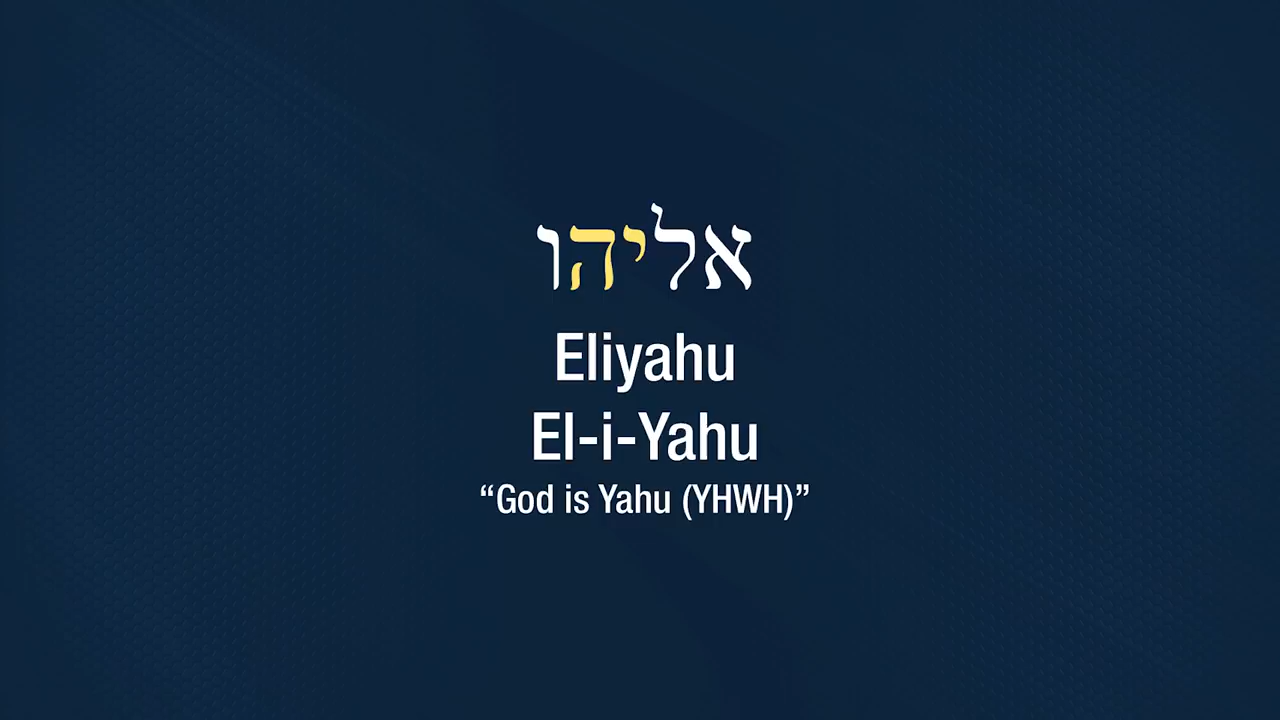 אליהו
Eliyahu
El-i-Yahu
“God is Yahu (YHWH)”